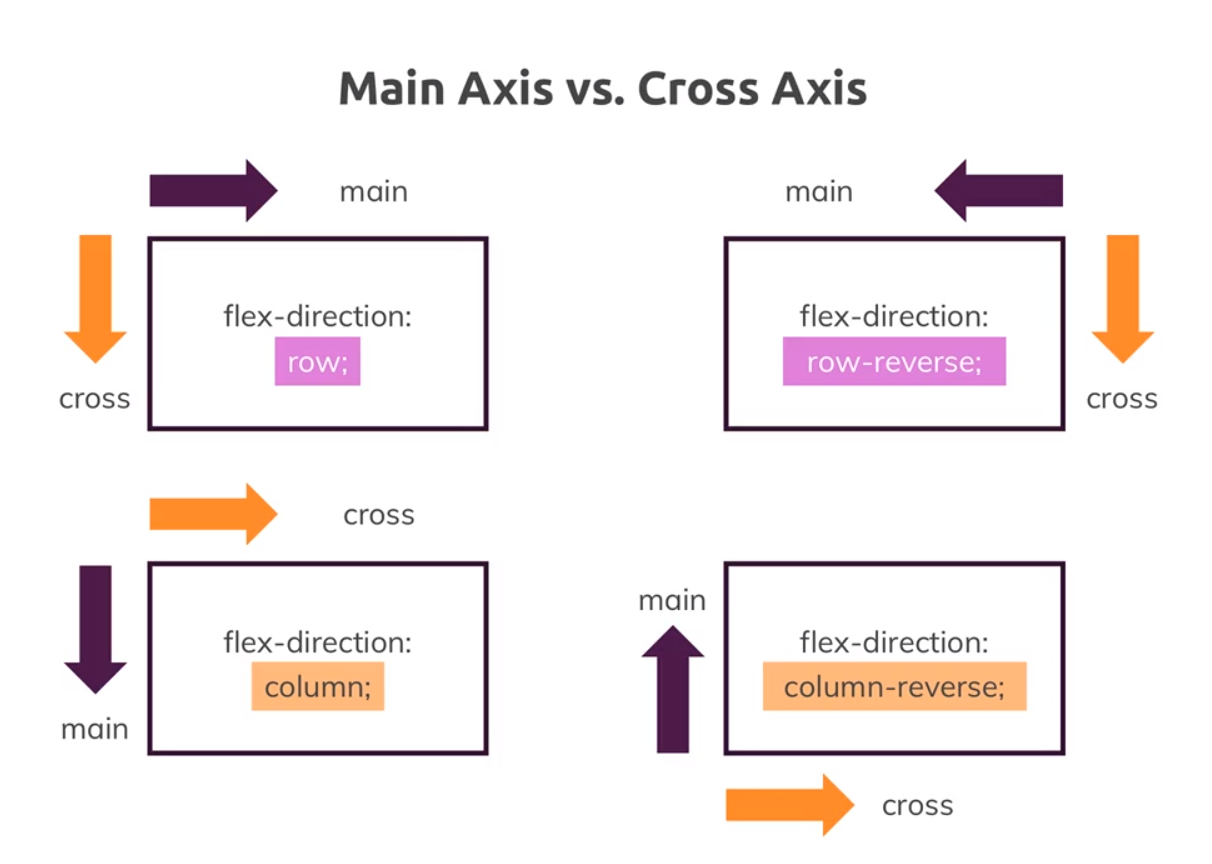 Main Axis vs. Cross Axis
main
cross
flex-direction:
row;
main
cross
flex-direction:
row-reverse;
cross
main
flex-direction:
column;
main
flex-direction:
column-reverse;
cross